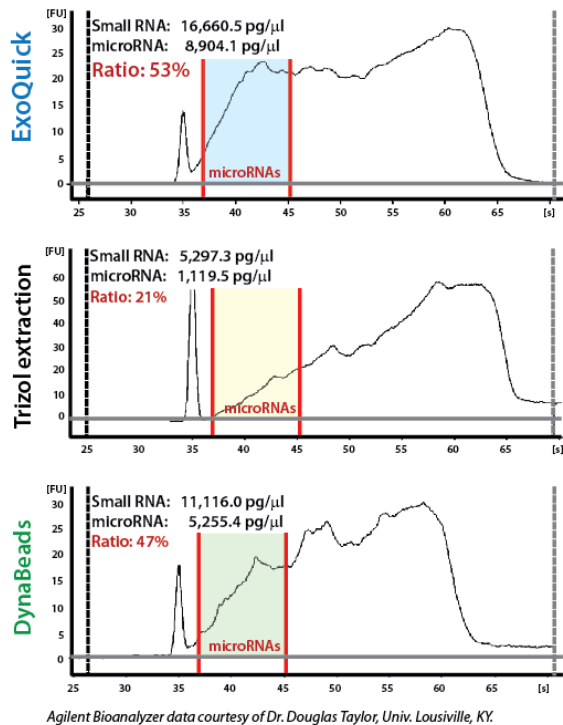 ExoQuick
[FU]
Small RNA: 16,660.5 pg/µl
microRNA: 8,904.1 pg/µl
Ratio: 53%
30
25
20
15
10
5
0
microRNAs
25 30 35 40 45 50 55 60 65 [s]
Trizol extraction
[FU]
Small RNA: 5,297.3 pg/µl
microRNA: 1,119.5 pg/µl
Ratio: 21%
60
50
40
30
20
10
0
microRNAs
25 30 35 40 45 50 55 60 65 [s]
DynaBeads
[FU]
Small RNA: 11,116.0 pg/µl
microRNA: 5,255.4 pg/µl
Ratio: 47%
30
25
20
15
10
5
0
microRNAs
25 30 35 40 45 50 55 60 65 [s]
Agilent Bioanalyzer data courtesy of Dr. Douglas Taylor, Univ. Lousiville, KY.